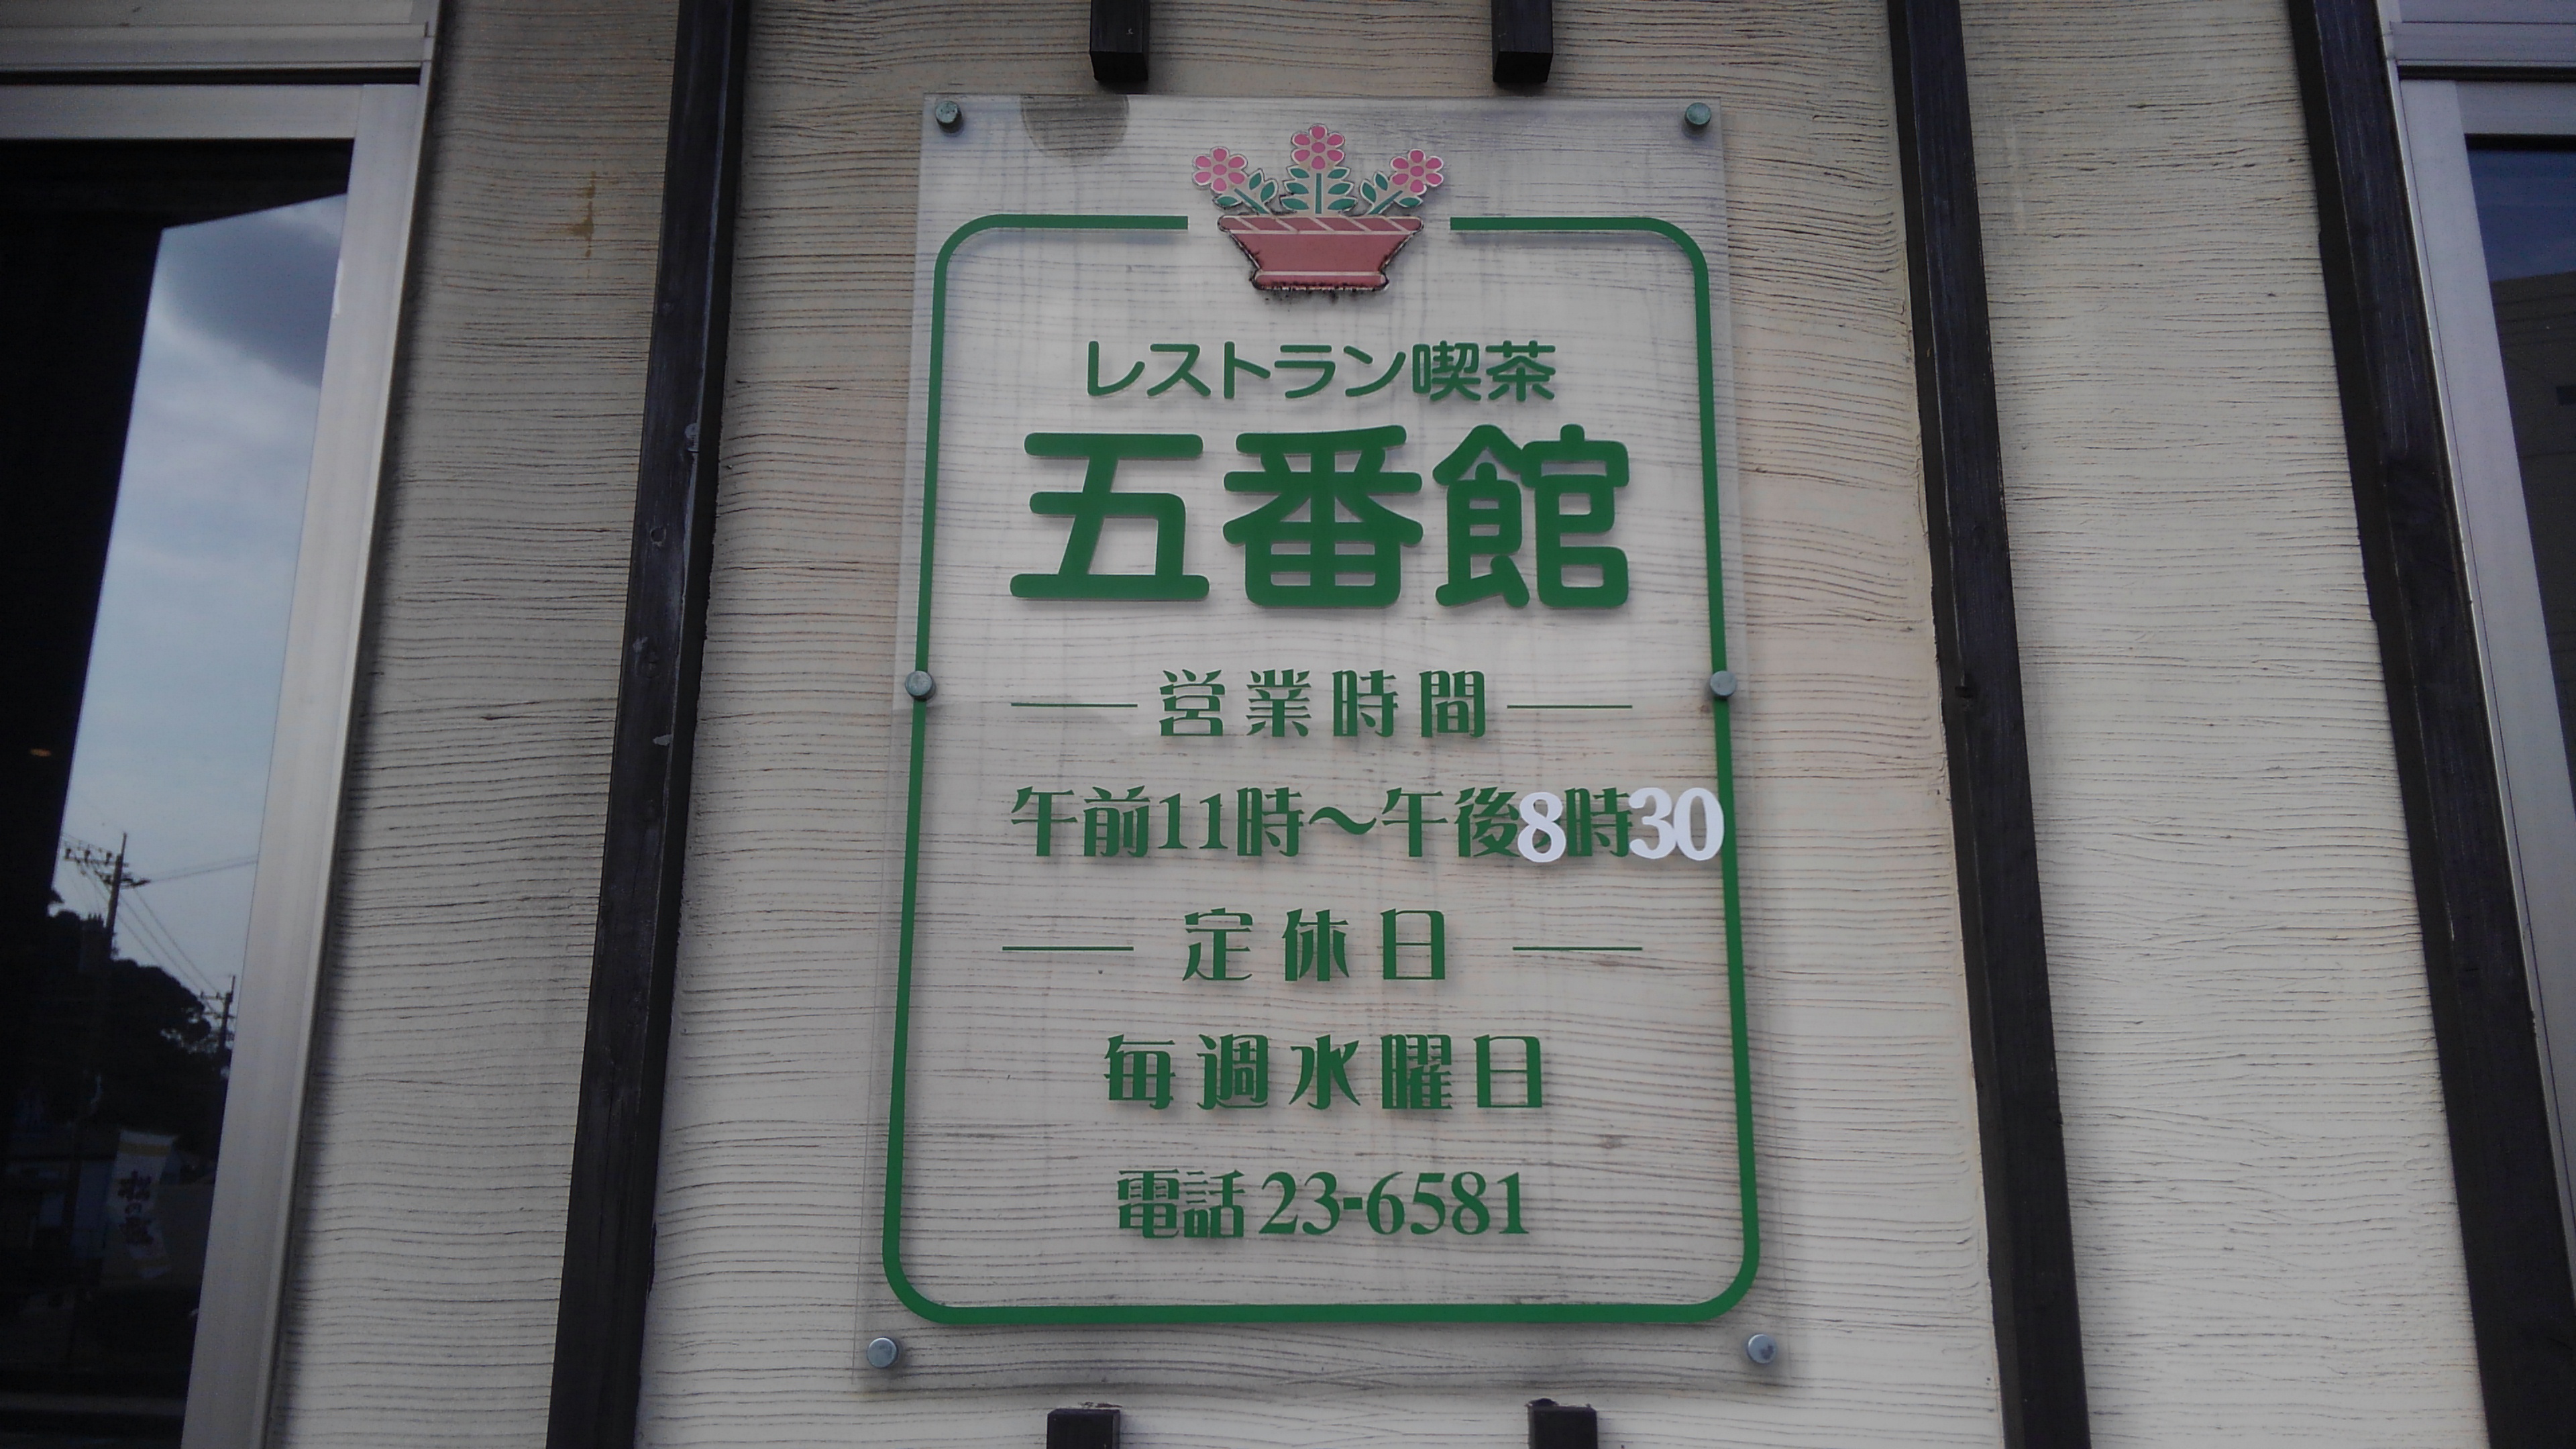 レストラン喫茶
五番館
営業時間
午前11時～午後8時30
定休日
毎週水曜日
電話23-6581